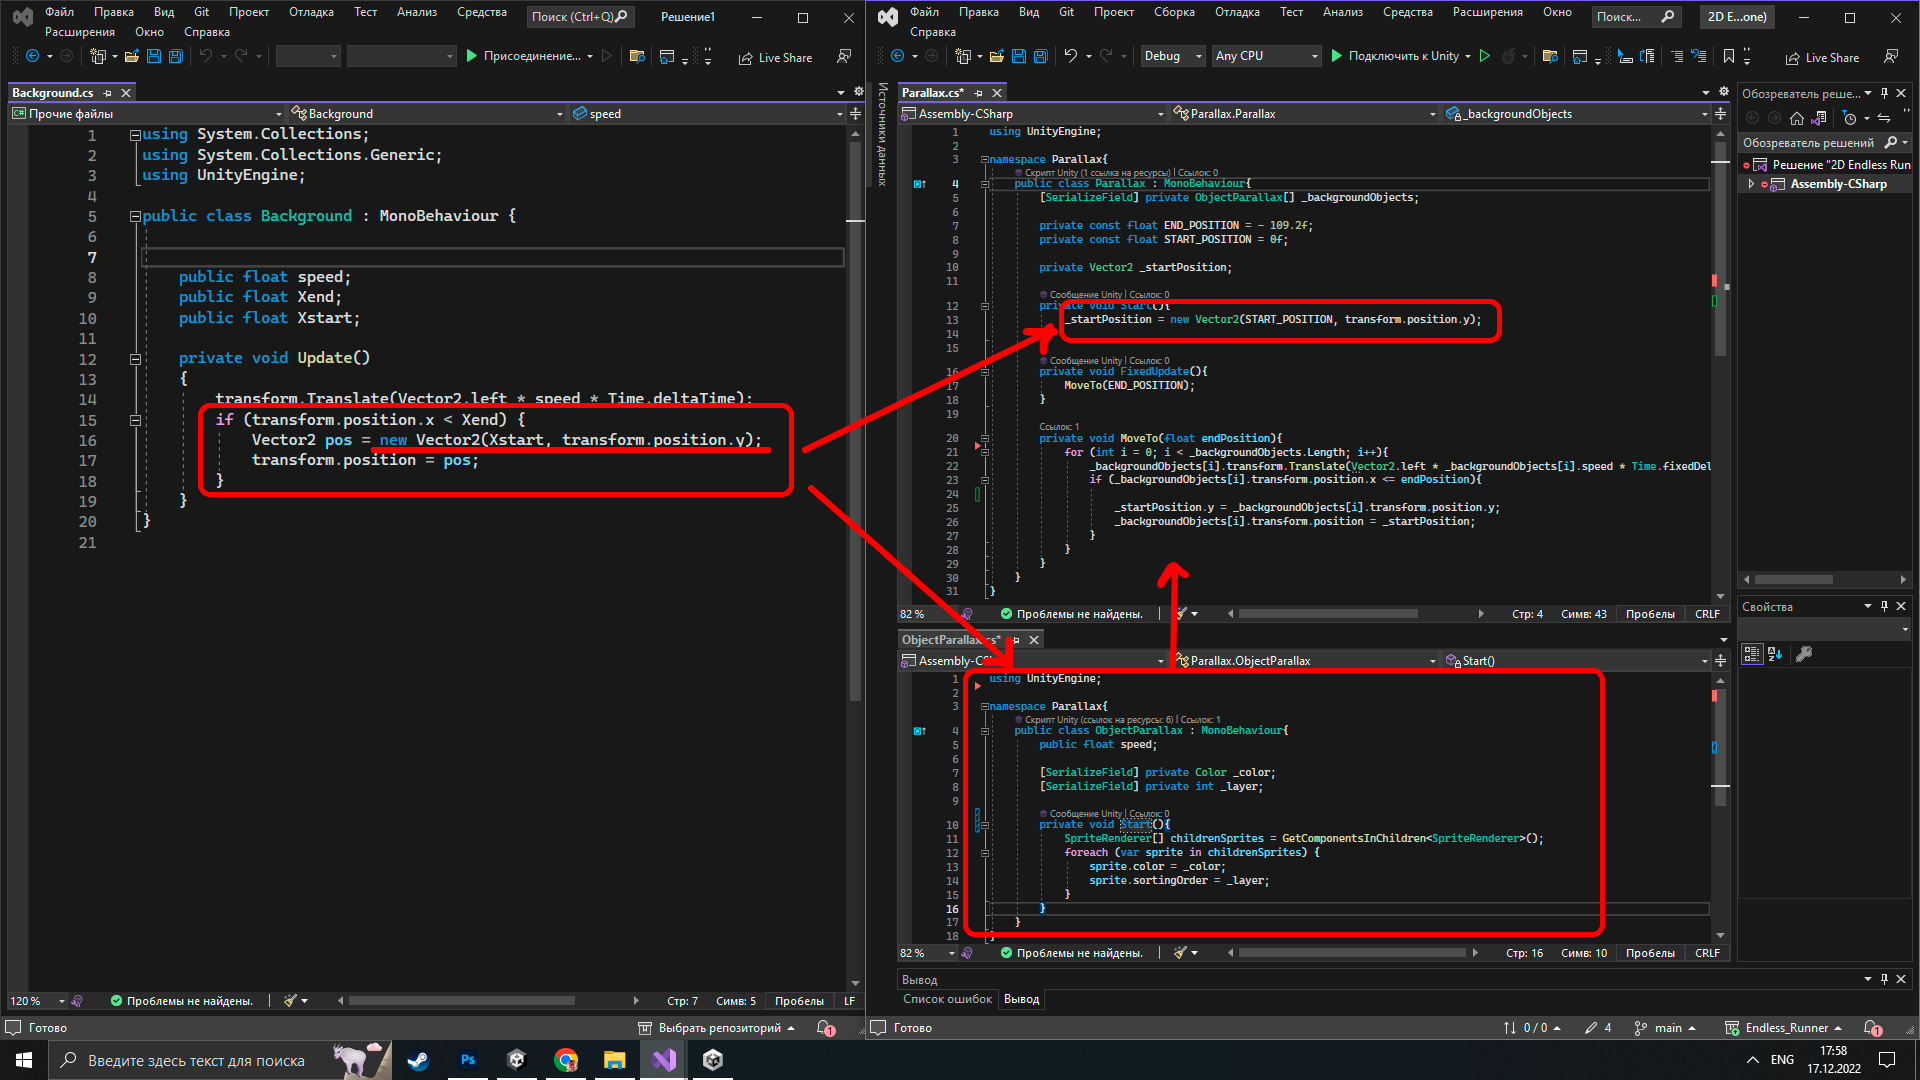 Файл Правка Вид Git Проект Отладка Тест Анализ Средства
Расширения Окно Справка
Поиск (Ctrl+Q)
Решение1
Присоединение...
Live Share
Background.cs
Прочие файлы
Background
speed
1 using System.Collections;
2 using System.Collections.Generic;
3 using UnityEngine;
4
5 public class Background : MonoBehaviour {
6
7
8 public float speed;
9 public float Xend;
10 public float Xstart;
11
12 private void Update()
13 {
14 transform.Translate(Vector2.left * speed * Time.deltaTime);
15 if (transform.position.x < Xend) {
16 Vector2 pos = new Vector2(Xstart, transform.position.y);
17 transform.position = pos;
18 }
19 }
20 }
21
120 %
Проблемы не найдены.
Стр: 7 Симв: 5 Пробелы LF
Готово
Выбрать репозиторий
1
Файл Правка Вид Git Проект Сборка Отладка Тест Анализ Средства Расширения Окно
Справка
Поиск...
2D E...one)
Debug
Any CPU
Подключить к Unity
Live Share
Источники данных
Parallax.cs*
Assembly-CSharp
Parallax.Parallax
_backgroundObjects
1 using UnityEngine;
2
3 namespace Parallax{
Скрипт Unity (1 ссылка на ресурсы) | Ссылок: 0
4 public class Parallax : MonoBehaviour{
5 [SerializeField] private ObjectParallax[] _backgroundObjects;
6
7 private const float END_POSITION = - 109.2f;
8 private const float START_POSITION = 0f;
9
10 private Vector2 _startPosition;
11
Сообщение Unity | Ссылок: 0
12 private void Start(){
13 _startPosition = new Vector2(START_POSITION, transform.position.y);
14
15
Сообщение Unity | Ссылок: 0
16 private void FixedUpdate(){
17 MoveTo(END_POSITION);
18 }
19
Ссылок: 1
20 private void MoveTo(float endPosition){
21 for (int i = 0; i < _backgroundObjects.Length; i++){
22 _backgroundObjects[i].transform.Translate(Vector2.left * _backgroundObjects[i].speed * Time.fixedDel
23 if (_backgroundObjects[i].transform.position.x <= endPosition){
24
25 _startPosition.y = _backgroundObjects[i].transform.position.y;
26 _backgroundObjects[i].transform.position = _startPosition;
27 }
28 }
29 }
30 }
31 }
82 %
Проблемы не найдены.
Стр: 4 Симв: 43 Пробелы CRLF
Assembly-
Parallax.ObjectParallax
Start()
1 using UnityEngine;
2
3 namespace Parallax{
Скрипт Unity (ссылок на ресурсы: 6) | Ссылок: 1
4 public class ObjectParallax : MonoBehaviour{
5 public float speed;
6
7 [SerializeField] private Color _color;
8 [SerializeField] private int _layer;
9
Сообщение Unity | Ссылок: 0
10 private void Start(){
11 SpriteRenderer[] childrenSprites = GetComponentsInChildren<SpriteRenderer>();
12 foreach (var sprite in childrenSprites) {
13 sprite.color = _color;
14 sprite.sortingOrder = _layer;
15 }
16 }
17 }
18 }
82 %
Проблемы не найдены.
Стр: 16 Симв: 10 Пробелы CRLF
Вывод
Список ошибок Вывод
Готово
0 / 0
4
main
Endless_Runner
1
Обозреватель реше...
Обозреватель решений
Решение "2D Endless Run
Assembly-CSharp
Свойства
Введите здесь текст для поиска
Ps
ENG
17:58
17.12.2022